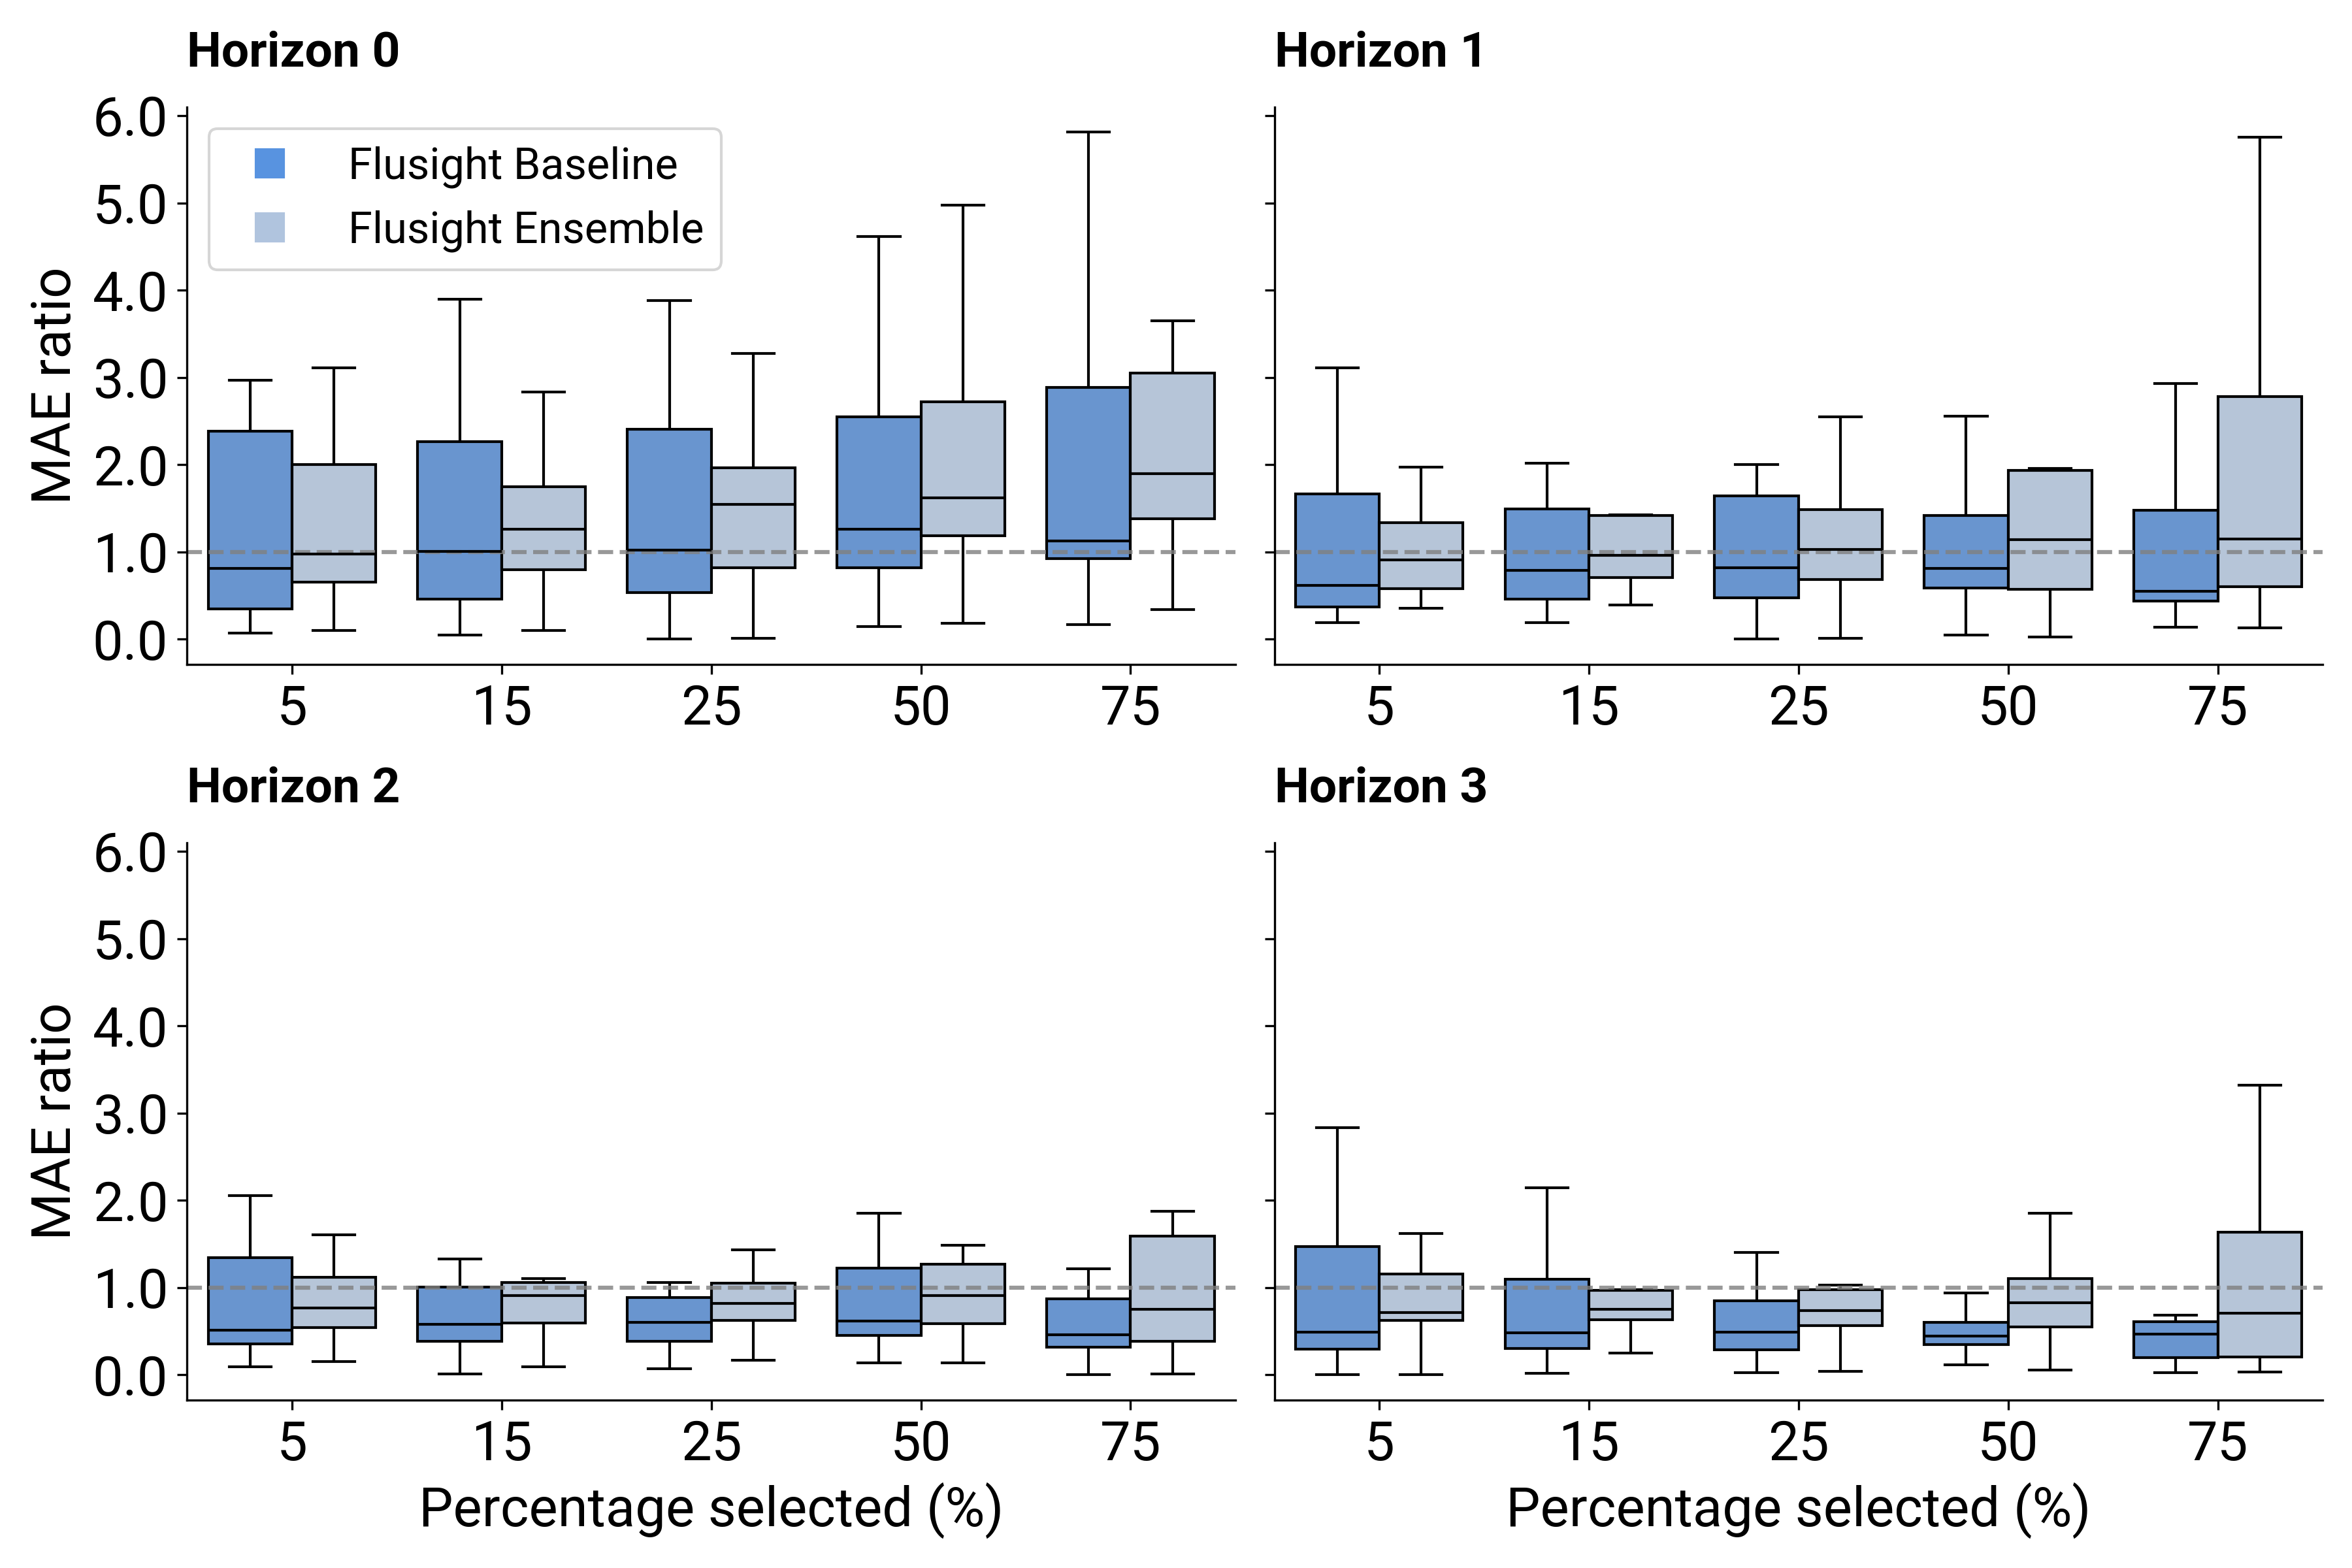 Horizon 0
Horizon 1
6.0
5.0
4.0
3.0
2.0
1.0
0.0
MAE ratio
Flusight Baseline
Flusight Ensemble
5 15 25 50 75
5 15 25 50 75
Horizon 2
Horizon 3
6.0
5.0
4.0
3.0
2.0
1.0
0.0
MAE ratio
5 15 25 50 75
5 15 25 50 75
Percentage selected (%)
Percentage selected (%)